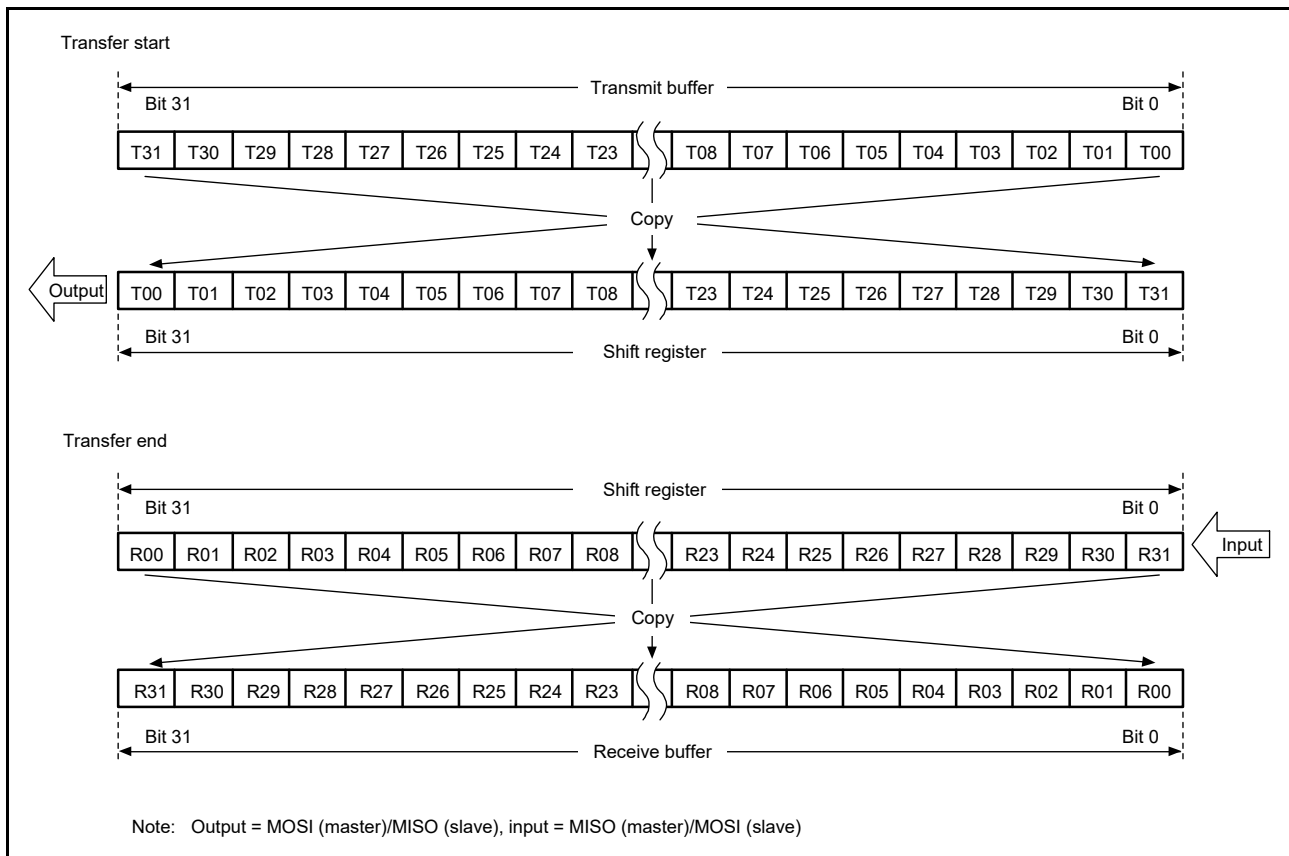 Transfer start
Transmit buffer
Bit 31 Bit 0
T31 T30 T29 T28 T27 T26 T25 T24 T23 T08 T07 T06 T05 T04 T03 T02 T01 T00
Copy
Output T00 T01 T02 T03 T04 T05 T06 T07 T08 T23 T24 T25 T26 T27 T28 T29 T30 T31
Bit 31 Bit 0
Shift register
Transfer end
Shift register
Bit 31 Bit 0
R00 R01 R02 R03 R04 R05 R06 R07 R08 R23 R24 R25 R26 R27 R28 R29 R30 R31 Input
Copy
R31 R30 R29 R28 R27 R26 R25 R24 R23 R08 R07 R06 R05 R04 R03 R02 R01 R00
Bit 31 Bit 0
Receive buffer
Note: Output = MOSI (master)/MISO (slave), input = MISO (master)/MOSI (slave)